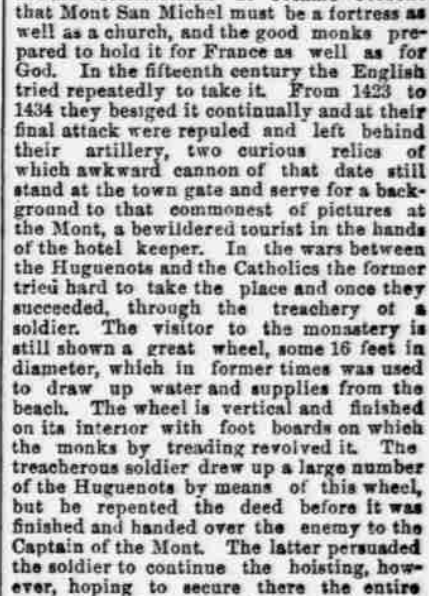 that Mont San Michel must be a fortress as
well as a church, and the good monks pre-
pared to hold it for France as well as for
God. In the fifteenth century the English
tried repeatedly to take it. From 1423 to
1434 they besiged it continually and at their
final attack were repuled and left behind
their artillery, two curious relics of
which awkward cannon of that date still
stand at the town gate and serve for a back-
ground to that commonest of pictures at
the Mont, a bewildered tourist in the hands
of the hotel keeper. In the wars between
the Huguenots and the Catholics the former
tried hard to take the place and once they
succeeded, through the treachery of a
soldier. The visitor to the monastery is
still shown a great wheel, some 16 feet in
diameter, which in former times was used
to draw up water and supplies from the
beach. The wheel is vertical and finished
on its interior with foot boards on which
the monks by treading revolved it. The
treacherous soldier drew up a large number
of the Huguenots by means of this wheel,
but he repented the deed before it was
finished and handed over the enemy to the
Captain of the Mont. The latter persuaded
the soldier to continue the hoisting, how-
ever, hoping to secure there the entire